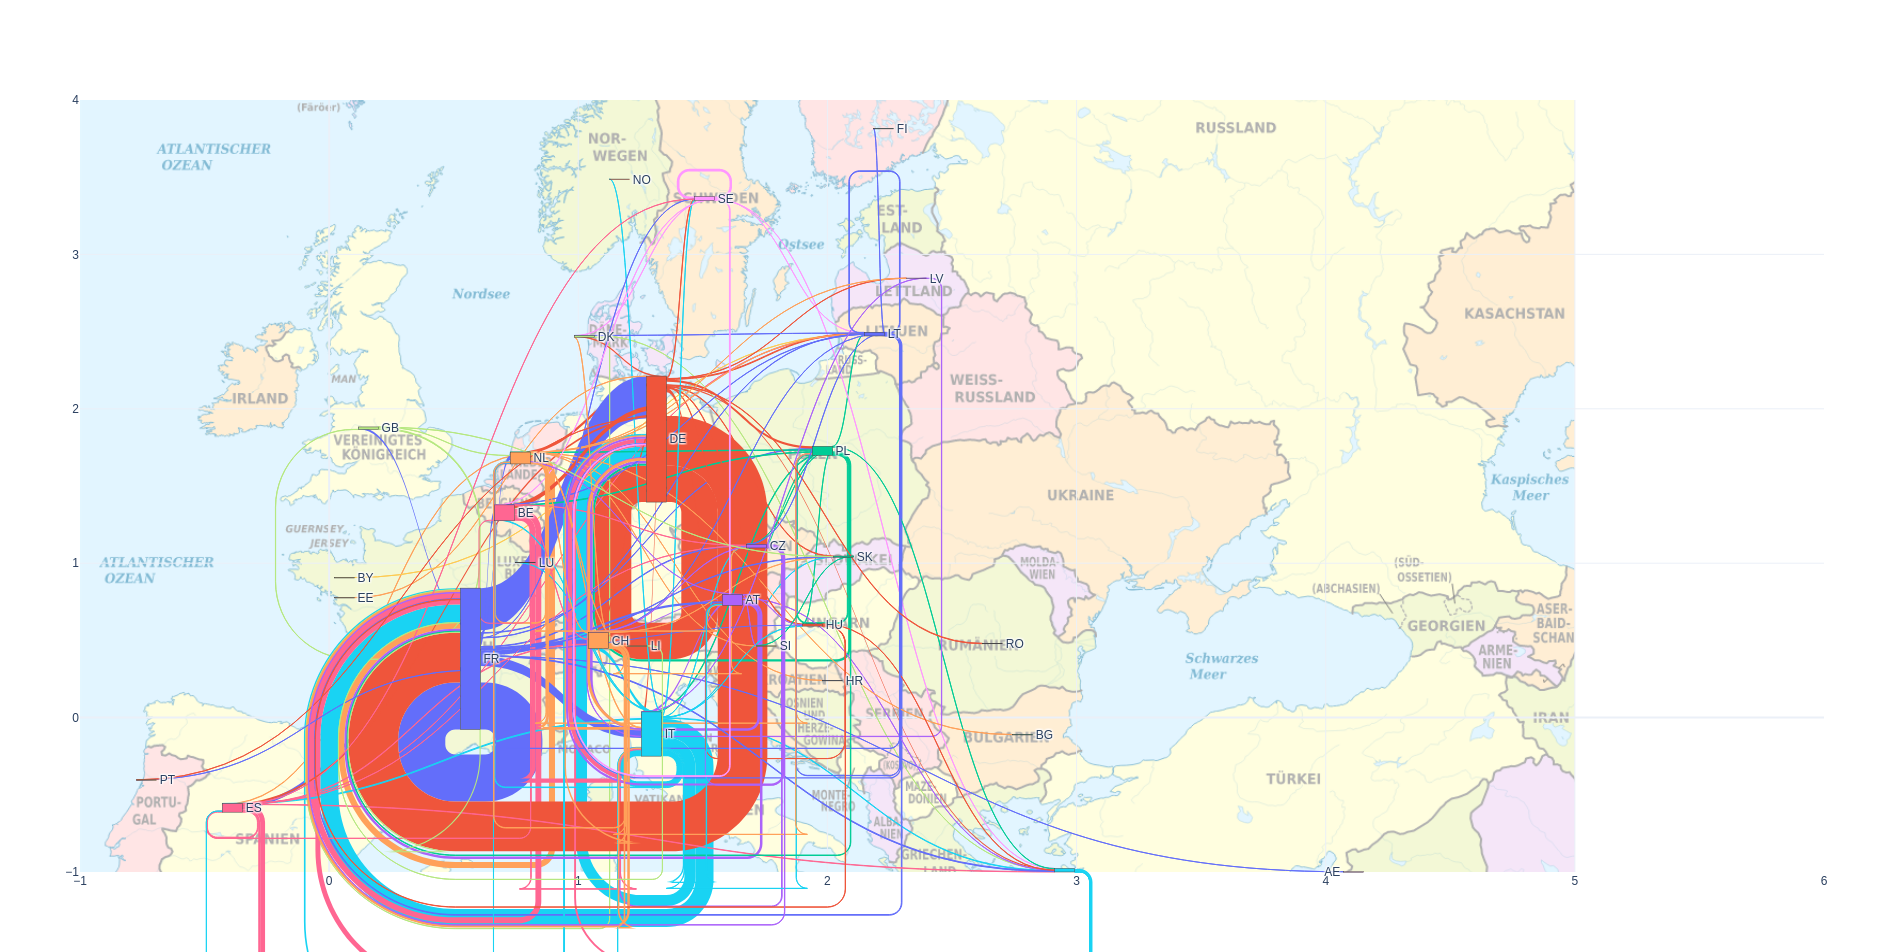 4
(Färöer)
ATLANTISCHER
OZEAN
RUSSLAND
FI
NOR-
WEGEN
NO
SCHWEDEN
SE
EST-
LAND
Ostsee
3
LV
LETTLAND
Nordsee
KASACHSTAN
DK
DÄNE-
MARK
LT
LITAUEN
RUSS-
LAND
MAN
WEISS-
RUSSLAND
IRLAND
2
GB
VEREINIGTES
KÖNIGREICH
DE
PL
NL
Kaspisches
Meer
UKRAINE
BE
GUERNSEY,
JERSEY
CZ
SK
ATLANTISCHER
OZEAN
1
LU
MOLDA-
WIEN
(SÜD-
OSSETIEN)
BY
(ABCHASIEN)
EE
AT
ASER-
BAID-
SCHAN
GEORGIEN
HU
CH
LI
SI
RUMÄNIEN
RO
ARME-
NIEN
FR
Schwarzes
Meer
HR
KROATIEN
BOSNIEN
UND
HERZE-
GOWINA
SERBIEN
0
IRAN
IT
BULGARIEN
BG
MONACO
(KOSOVO)
PT
TÜRKEI
PORTU-
GAL
VATIKAN
MONTE-
NEGRO
MAZE-
DONIEN
ES
ALBA-
NIEN
SPANIEN
GRIECHEN-
LAND
AE
−1
−1
0
1
2
3
4
5
6